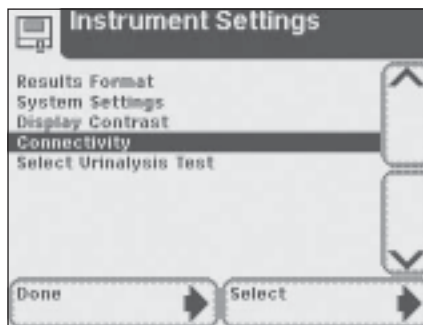 Instrument Settings
Results Format
System Settings
Display Contrast
Connectivity
Select Urinalysis Test
Done
Select